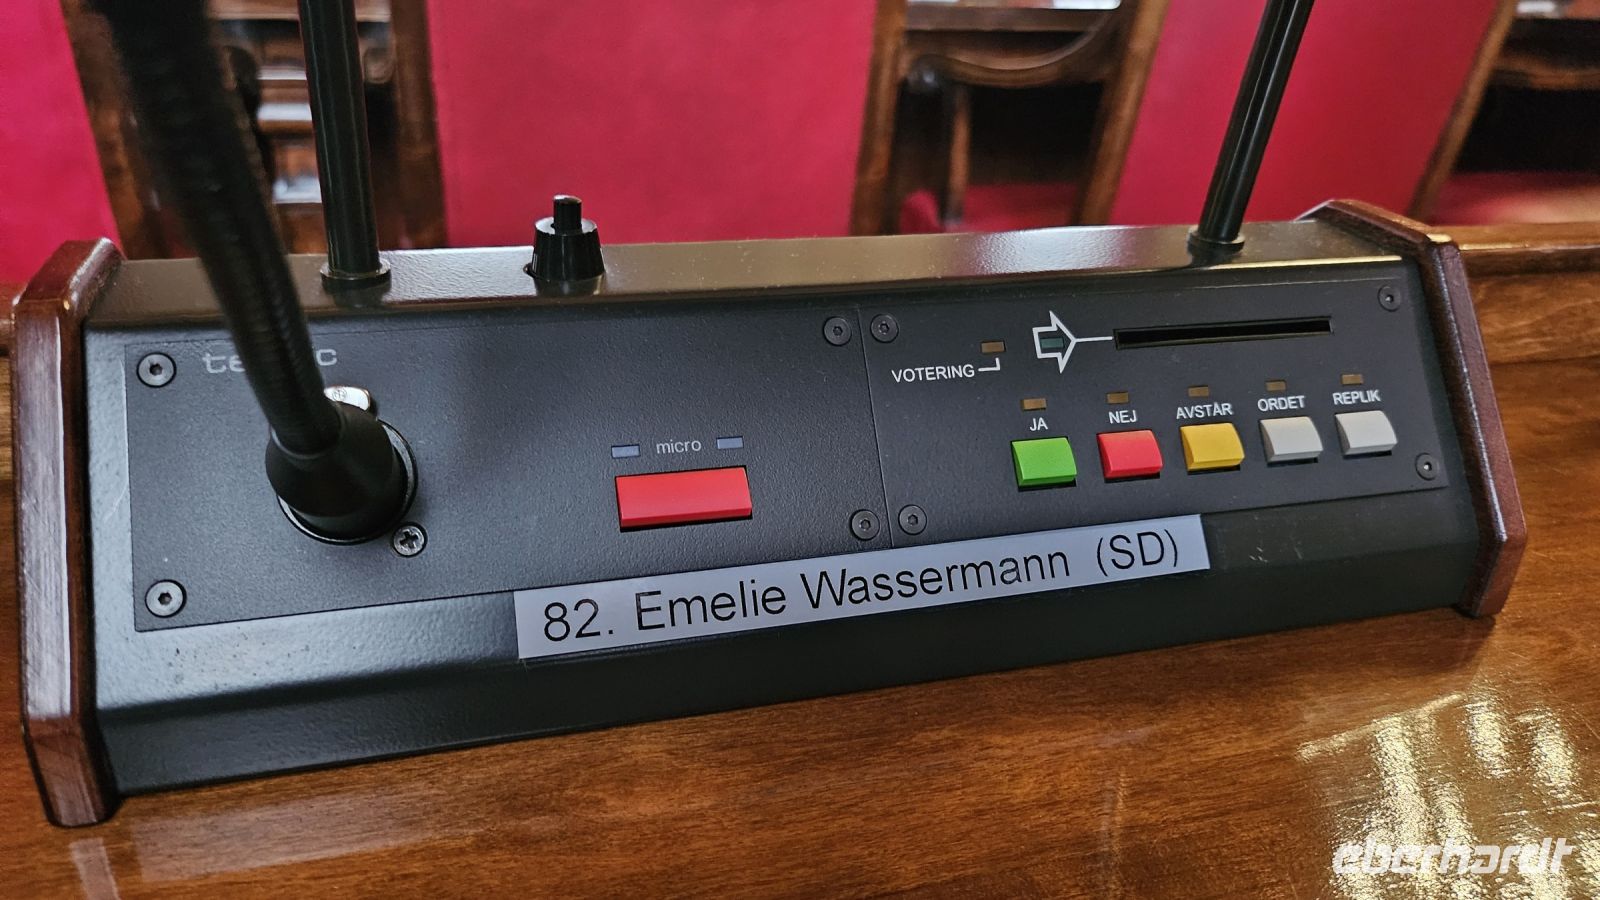 VOTERING
JA NEJ AVSTÅR ORDET REPLIK
micro
82. Emelie Wassermann (SD)
eberhardt